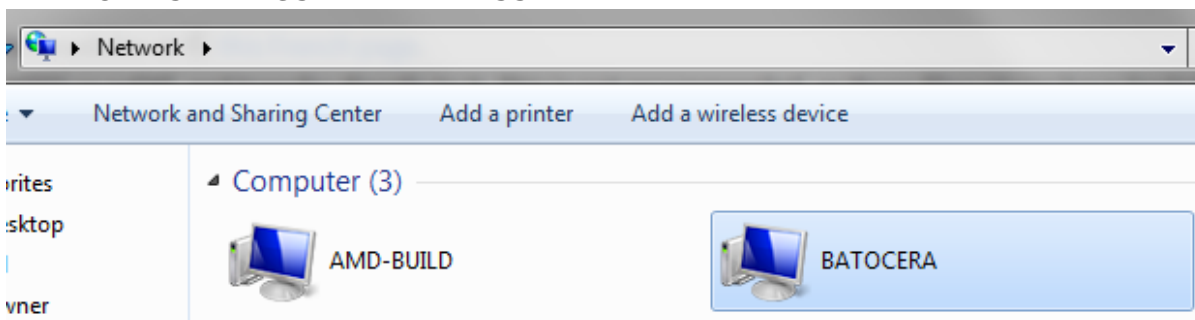 Network
Network and Sharing Center Add a printer Add a wireless device
Computer (3)
AMD-BUILD BATOCERA